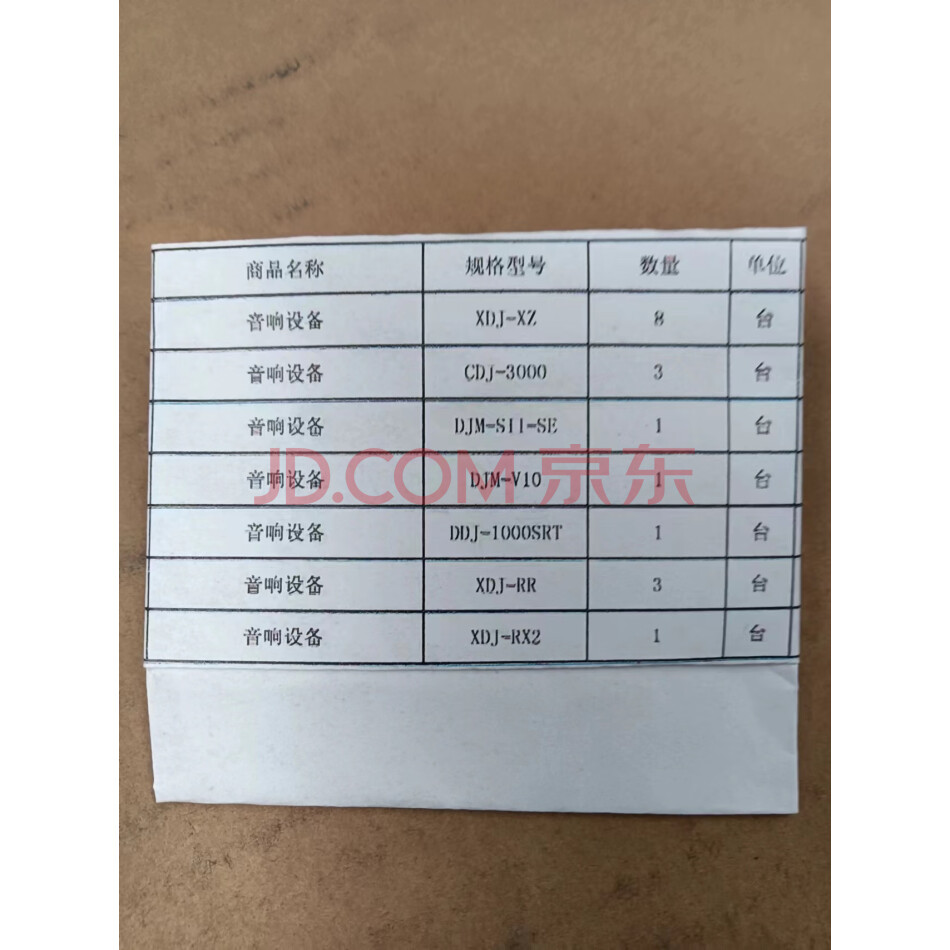 商品名称 规格型号 数量 单位
音响设备 XDJ-XZ 8 台
音响设备 CDJ-3000 3 台
音响设备 DJM-S11-SE 1 台
音响设备 DJM-V10 1 台
JD.COM 京东
音响设备 DDJ-1000SRT 1 台
音响设备 XDJ-RR 3 台
音响设备 XDJ-RX2 1 台